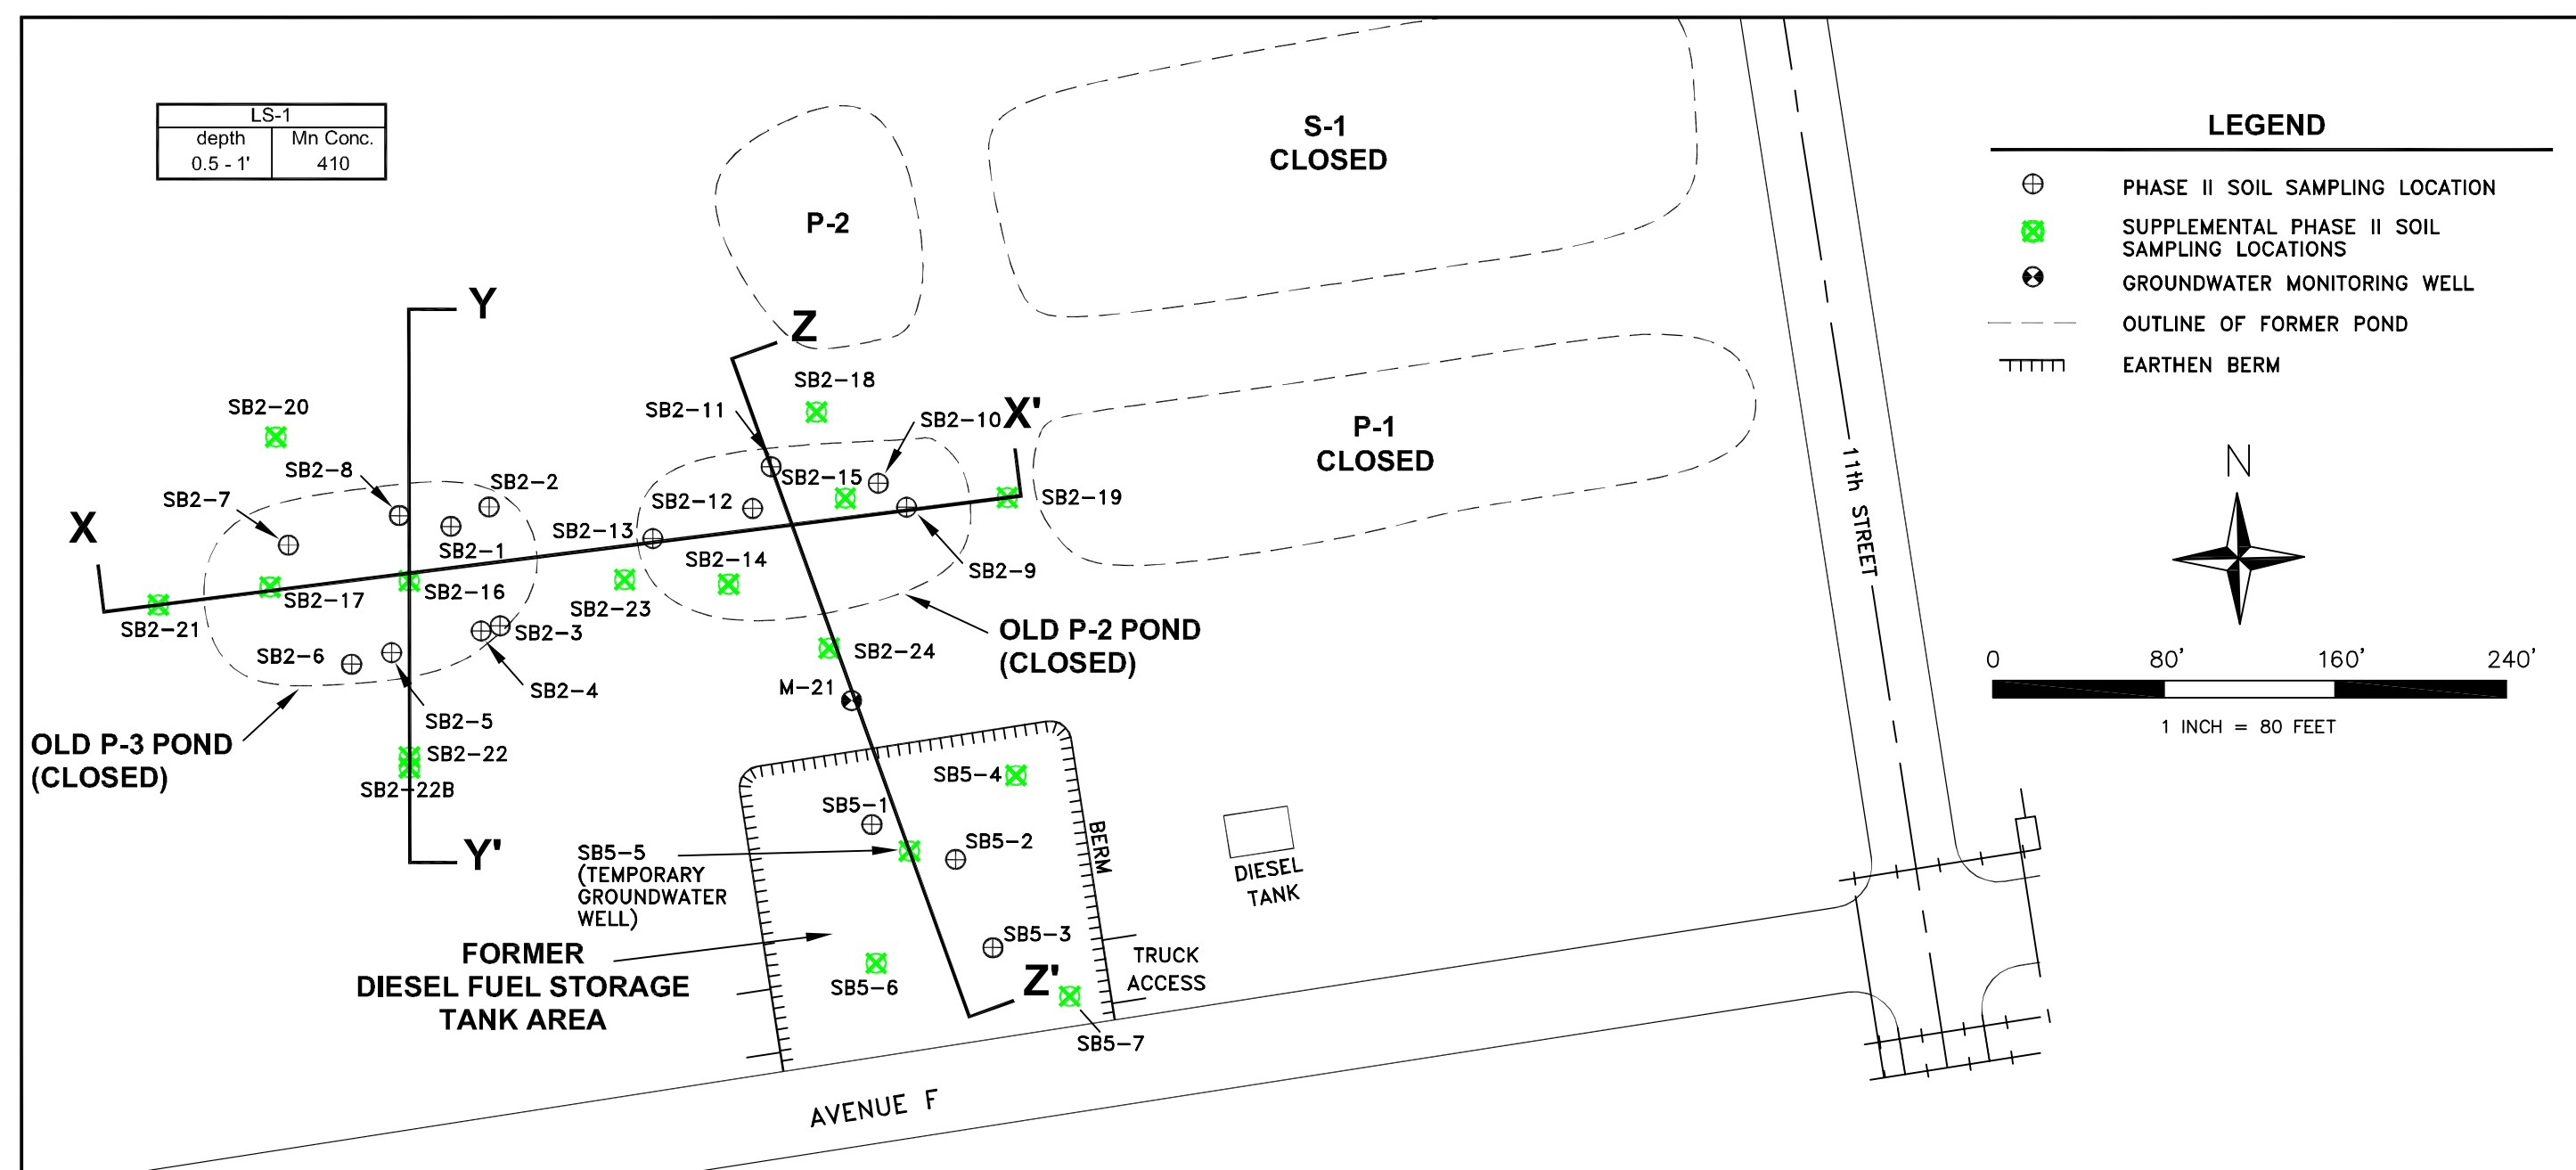 LS-1
depth Mn Conc.
0.5 - 1' 410
S-1
CLOSED
P-2
LEGEND
PHASE II SOIL SAMPLING LOCATION
SUPPLEMENTAL PHASE II SOIL
SAMPLING LOCATIONS
GROUNDWATER MONITORING WELL
OUTLINE OF FORMER POND
EARTHEN BERM
Y
Z
SB2-18
SB2-20
SB2-11
SB2-10
X'
P-1
CLOSED
SB2-8
SB2-2
SB2-15
SB2-7
SB2-12
SB2-19
N
X
SB2-1
SB2-13
SB2-14
SB2-9
11th STREET
SB2-17
SB2-16
SB2-23
SB2-21
SB2-3
OLD P-2 POND
(CLOSED)
SB2-6
SB2-24
SB2-4
M-21
0 80' 160' 240'
1 INCH = 80 FEET
SB2-5
OLD P-3 POND
(CLOSED)
SB2-22
SB2-22B
SB5-4
SB5-1
SB5-2
BERM
Y'
SB5-5
(TEMPORARY
GROUNDWATER
WELL)
DIESEL
TANK
SB5-3
FORMER
DIESEL FUEL STORAGE
TANK AREA
TRUCK
ACCESS
Z'
SB5-6
SB5-7
AVENUE F